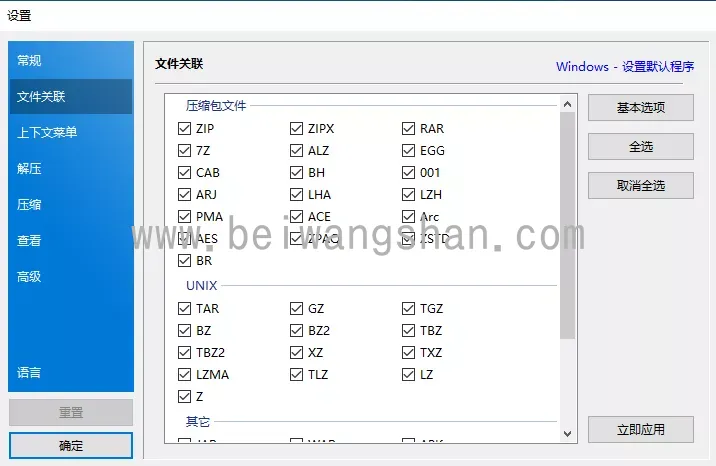 设置
常规
文件关联
上下文菜单
解压
压缩
查看
高级
语言
重置
确定
文件关联
Windows - 设置默认程序
压缩包文件
ZIP ZIPX RAR
7Z ALZ EGG
CAB BH 001
ARJ LHA LZH
PMA ACE Arc
AES ZPAQ ZSTD
BR
UNIX
TAR GZ TGZ
BZ BZ2 TBZ
TBZ2 XZ TXZ
LZMA TLZ LZ
Z
其它
基本选项
全选
取消全选
立即应用
www.beiwangshan.com